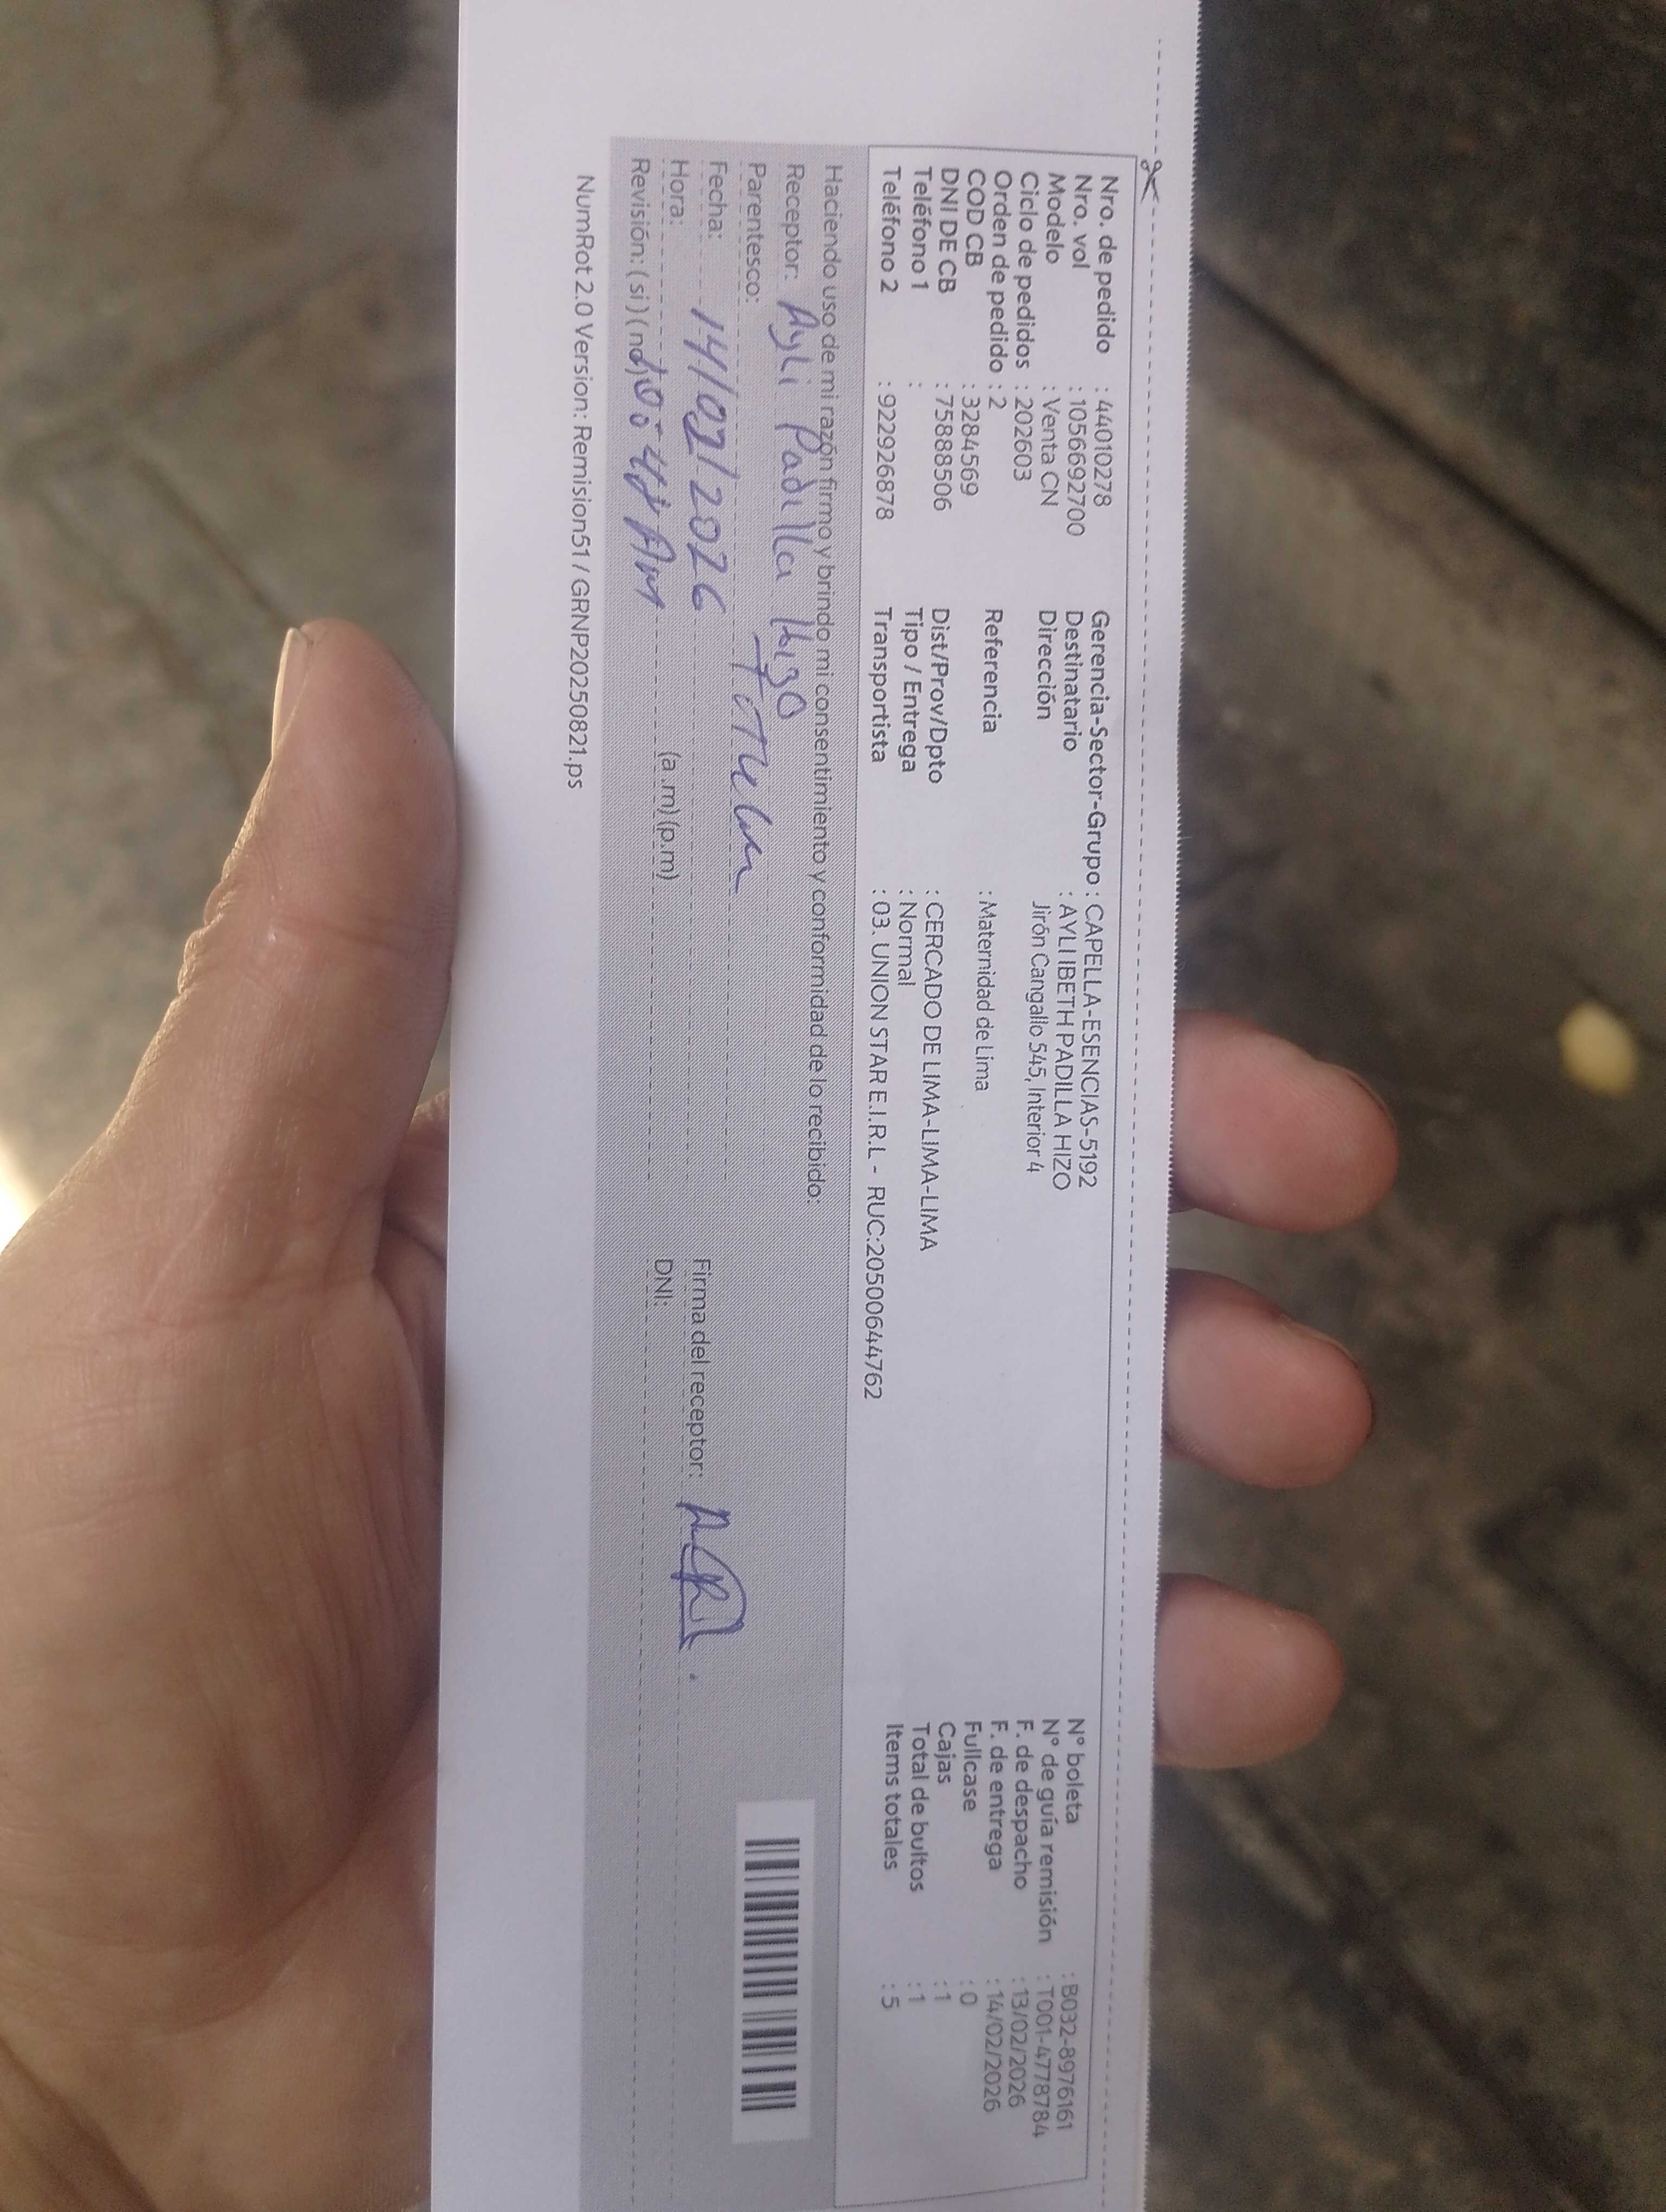 Nro. de pedido : 44010278
Nro. vol : 1056692700
Modelo : Venta CN
Ciclo de pedidos : 202603
Orden de pedido : 2
COD CB : 3284569
DNI DE CB : 75888506
Teléfono 1 :
Teléfono 2 : 922926878
Gerencia-Sector-Grupo : CAPELLA-ESENCIAS-5192
Destinatario : AYLI IBETH PADILLA HIZO
Dirección Jirón Cangallo 545, Interior 4
Referencia : Maternidad de Lima
Dist/Prov/Dpto : CERCADO DE LIMA-LIMA-LIMA
Tipo / Entrega : Normal
Transportista : 03. UNION STAR E.I.R.L - RUC:20500644762
N° boleta : B032-8976161
N° de guía remisión : T001-4778784
F. de despacho : 13/02/2026
F. de entrega : 14/02/2026
Fullcase : 0
Cajas : 1
Total de bultos : 1
Items totales : 5
Haciendo uso de mi razón firmo y brindo mi consentimiento y conformidad de lo recibido:
Receptor: Ayli Padilla Hizo
Parentesco: Titular
Fecha: 14/02/2026
Hora: (a.m)(p.m)
Revisión: (si)(no)
Firma del receptor:
DNI:
NumRot 2.0 Version: Remision51 / GRNP20250821.ps